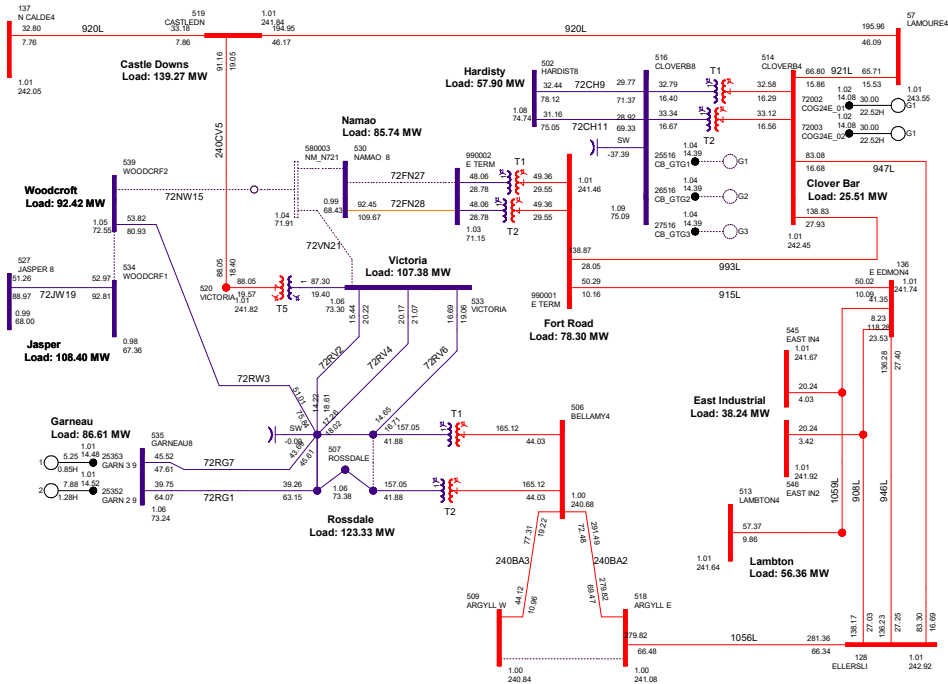 137
N CALDE4
32.80
7.76
1.01
242.05
920L
519
CASTLEDN
33.18
7.86
1.01
241.84
194.95
46.17
920L
195.96
46.09
57
LAMOURE4
1.01
243.55
Castle Downs
Load: 139.27 MW
91.16
19.05
240CV5
88.05
18.40
Hardisty
Load: 57.90 MW
502
HARDIST8
32.44
78.12
31.16
75.05
1.08
74.74
72CH9
72CH11
29.77
71.37
28.92
69.33
516
CLOVERB8
SW
-37.39
1.09
75.09
32.79
16.40
33.34
16.67
T1
T2
32.58
16.29
33.12
16.56
514
CLOVERB4
66.80
15.86
921L
65.71
15.53
72002
COG24E_01
1.02
14.08
30.00
22.52H
G1
72003
COG24E_02
1.02
14.08
30.00
22.52H
G1
25516
CB_GTG1
1.04
14.39
G1
26516
CB_GTG2
1.04
14.39
G2
27516
CB_GTG3
1.04
14.39
G3
83.08
16.68
947L
Clover Bar
Load: 25.51 MW
138.83
27.93
1.01
242.45
Namao
Load: 85.74 MW
580003
NM_N721
530
NAMAO  8
1.04
71.91
0.99
68.43
72FN27
72FN28
92.45
109.67
990002
E TERM
48.06
28.78
48.06
28.78
1.03
71.15
T1
T2
49.36
29.55
49.36
29.55
1.01
241.46
138.87
28.05
993L
50.29
10.16
915L
50.02
10.09
990001
E TERM
Fort Road
Load: 78.30 MW
539
WOODCRF2
Woodcroft
Load: 92.42 MW
1.05
72.55
53.82
80.93
72NW15
72VN21
527
JASPER 8
51.26
88.97
72JW19
52.97
92.81
534
WOODCRF1
0.99
68.00
0.98
67.36
Jasper
Load: 108.40 MW
520
VICTORIA
88.05
19.57
1.01
241.82
T5
1
87.30
19.40
Victoria
Load: 107.38 MW
1.06
73.30
533
VICTORIA
15.44
20.22
20.17
21.07
16.69
19.06
72RV2
72RV4
72RV6
14.22
18.61
17.26
18.02
14.65
16.71
72RW3
51.01
75.84
136
E EDMON4
1.01
241.74
41.35
8.23
118.28
23.53
136.28
27.40
545
EAST IN4
1.01
241.67
20.24
4.03
East Industrial
Load: 38.24 MW
20.24
3.42
1.01
241.92
546
EAST IN2
1059L
908L
946L
513
LAMBTON4
57.37
9.86
1.01
241.64
Lambton
Load: 56.36 MW
Garneau
Load: 86.61 MW
535
GARNEAU8
1
5.25
0.85H
1.01
14.48
25353
GARN 3 9
2
7.88
1.28H
1.01
14.52
25352
GARN 2 9
1.06
73.24
45.52
47.61
72RG7
43.68
45.61
39.75
64.07
72RG1
39.26
63.15
SW
-0.00
507
ROSSDALE
1.06
73.38
157.05
41.88
157.05
41.88
T1
T2
165.12
44.03
165.12
44.03
Rossdale
Load: 123.33 MW
506
BELLAMY4
1.00
240.68
77.31
19.22
291.49
72.48
240BA3
240BA2
44.12
10.96
279.82
69.47
509
ARGYLL W
1.00
240.84
518
ARGYLL E
279.82
66.48
1.00
241.08
1056L
281.36
66.34
138.17
27.03
136.23
27.25
83.30
16.69
128
ELLERSLI
1.01
242.92